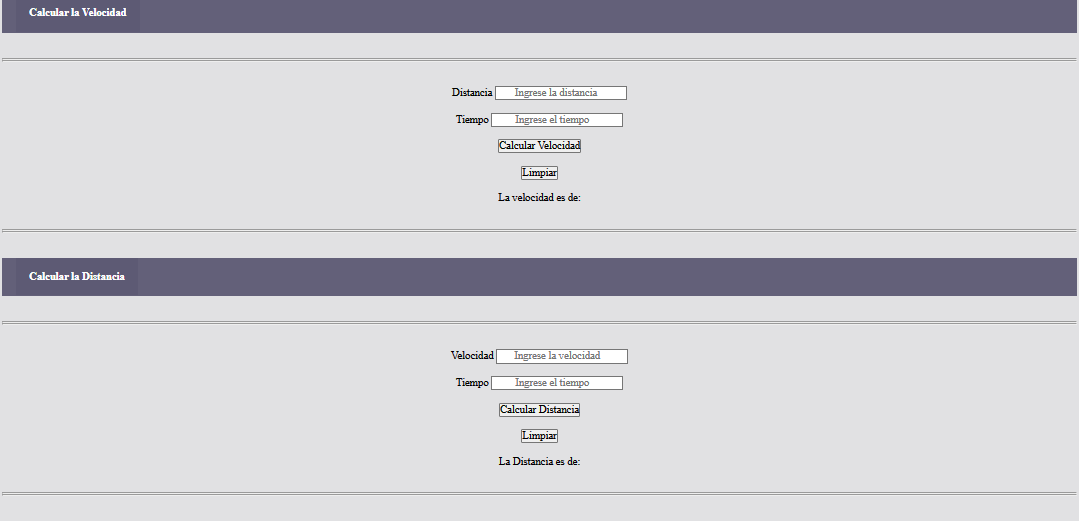 Calcular la Velocidad
Distancia Ingrese la distancia
Tiempo Ingrese el tiempo
Calcular Velocidad
Limpiar
La velocidad es de:
Calcular la Distancia
Velocidad Ingrese la velocidad
Tiempo Ingrese el tiempo
Calcular Distancia
Limpiar
La Distancia es de: